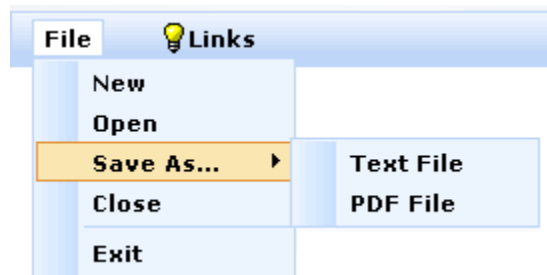 File Links
New
Open
Save As... Text File
Close PDF File
Exit